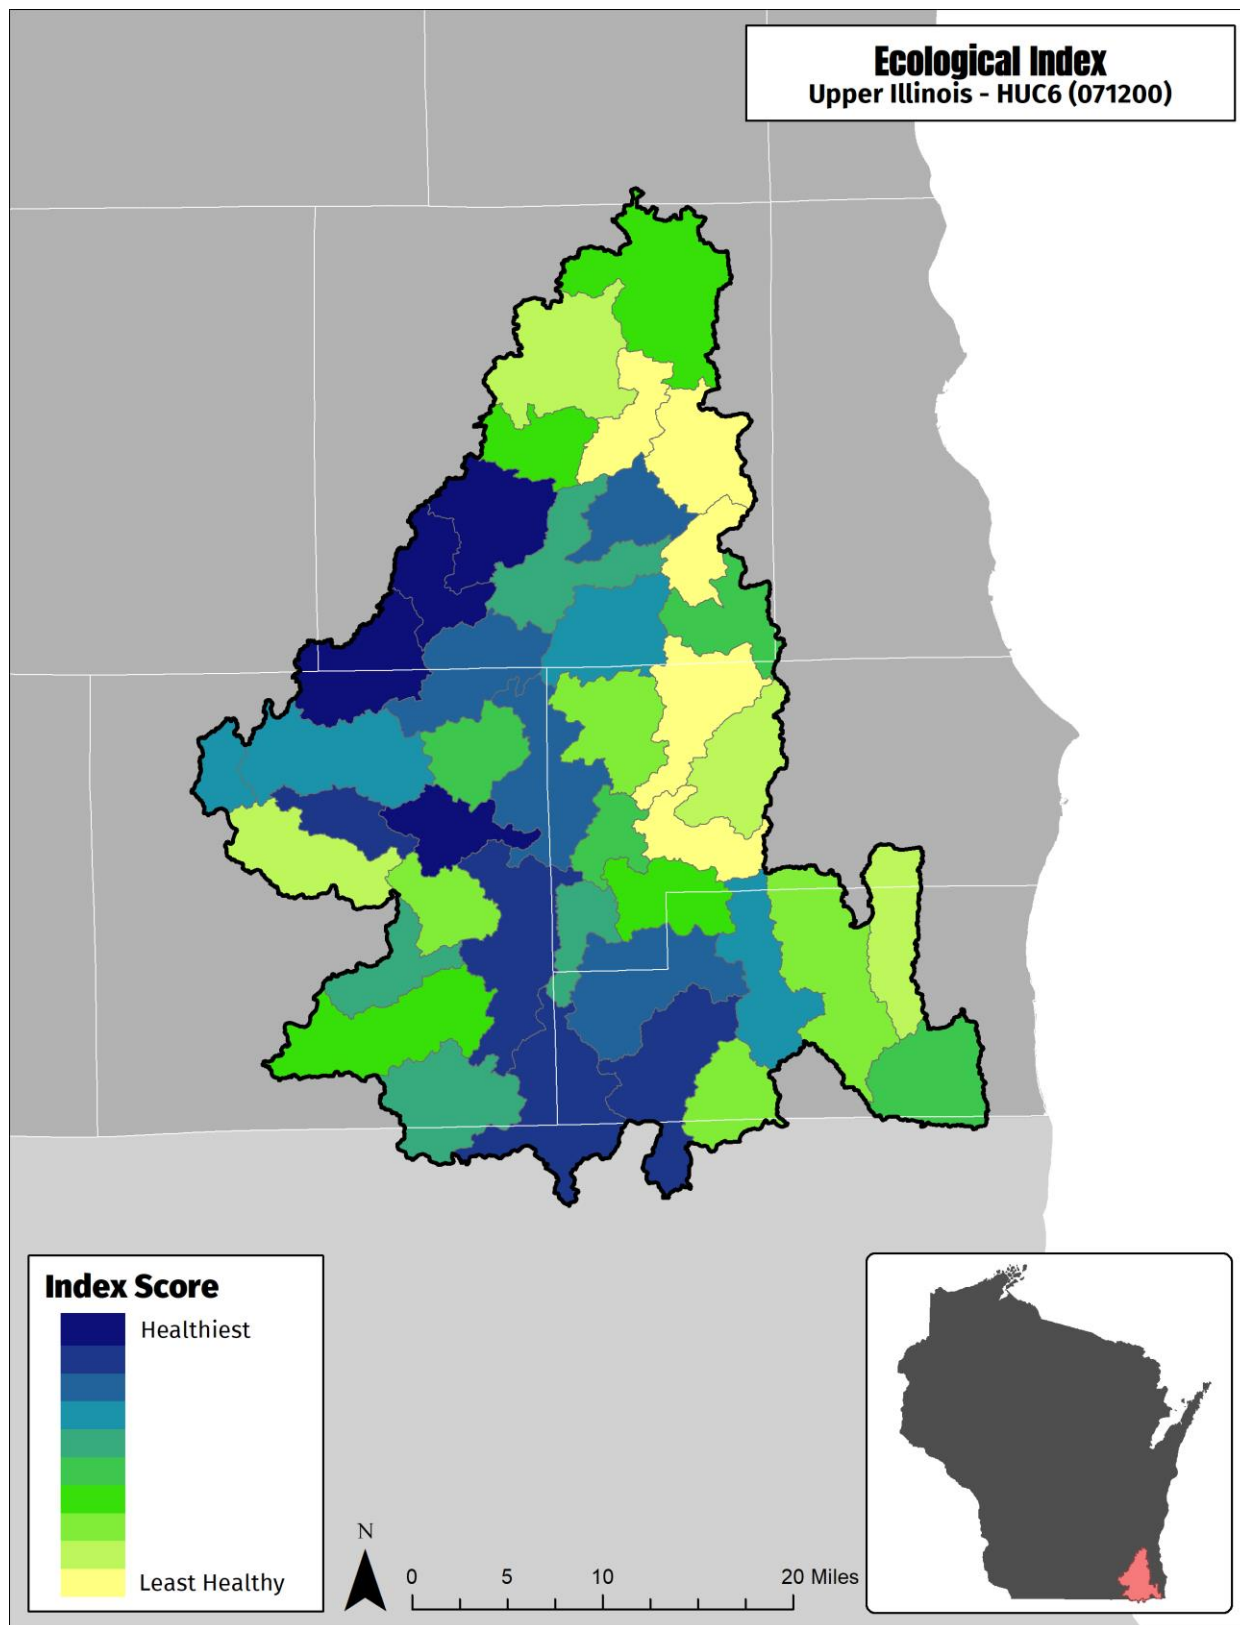 Ecological Index
Upper Illinois - HUC6 (071200)
Index Score
Healthiest
Least Healthy
N
0 5 10 20 Miles